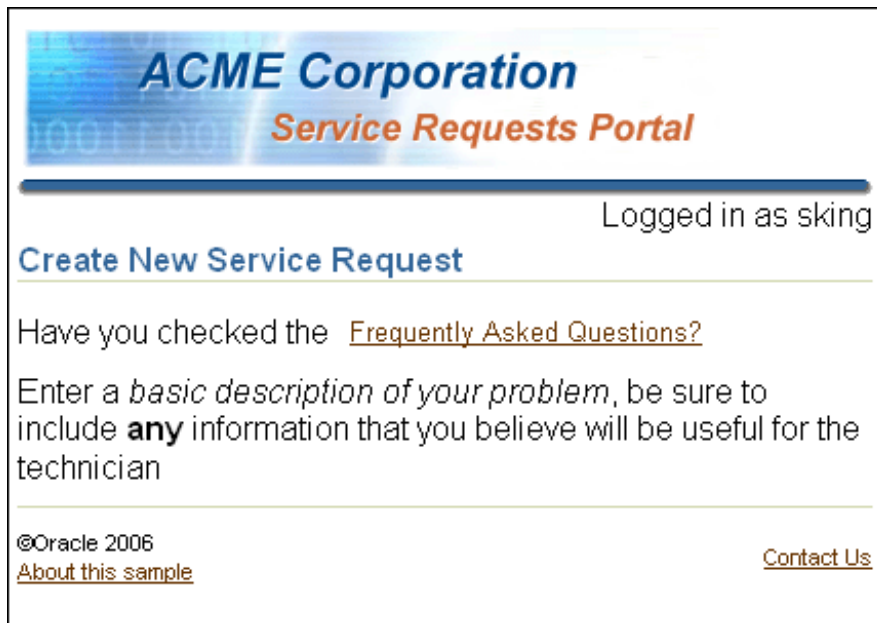 ACME Corporation
Service Requests Portal
Logged in as sking
Create New Service Request
Have you checked the Frequently Asked Questions?
Enter a basic description of your problem, be sure to
include any information that you believe will be useful for the
technician
©Oracle 2006
About this sample
Contact Us